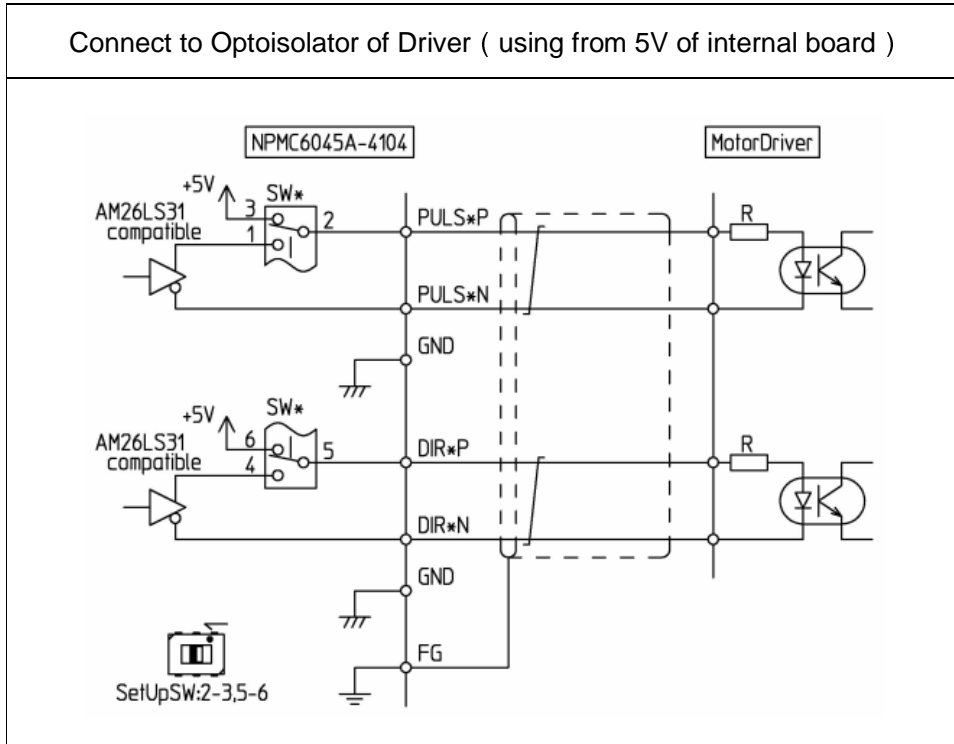 Connect to Optoisolator of Driver ( using from 5V of internal board )
NPMC6045A-4104
MotorDriver
+5V
SW*
AM26LS31
compatible
3
1
2
PULS*P
R
PULS*N
GND
+5V
SW*
AM26LS31
compatible
6
4
5
DIR*P
R
DIR*N
GND
FG
SetUpSW:2-3,5-6